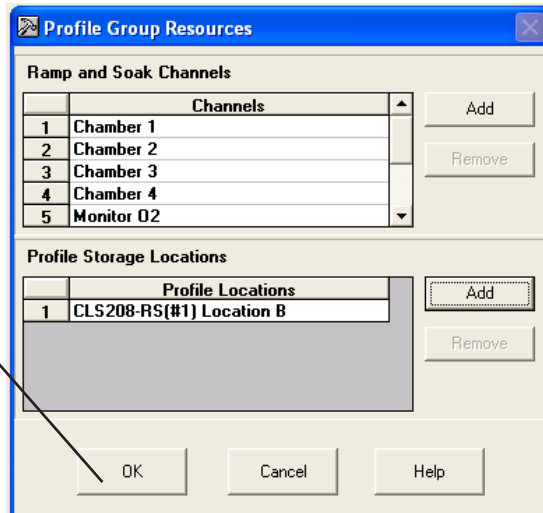 Profile Group Resources
Ramp and Soak Channels
Channels
Add
1 Chamber 1
2 Chamber 2
Remove
3 Chamber 3
4 Chamber 4
5 Monitor O2
Profile Storage Locations
Profile Locations
Add
1 CLS208-RS(#1) Location B
Remove
OK Cancel Help